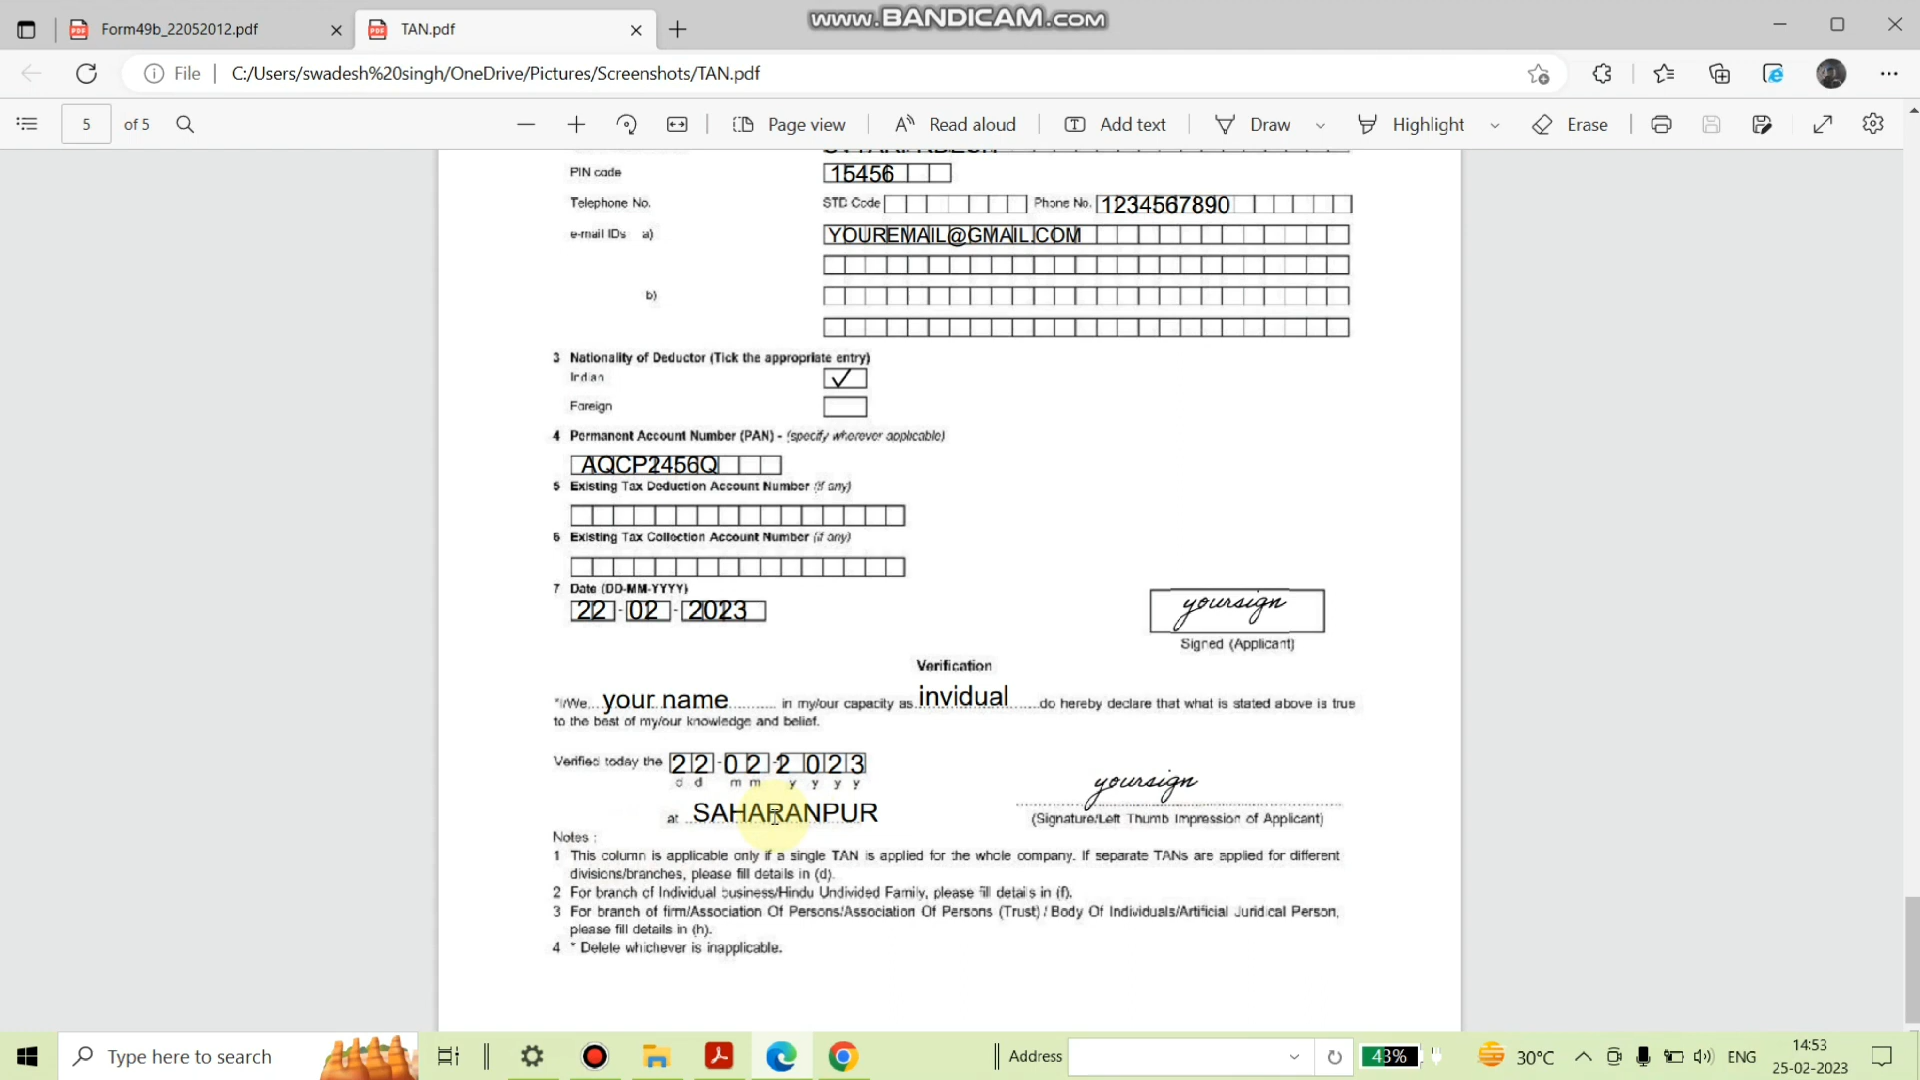 www.BANDICAM.com
Form49b_22052012.pdf
TAN.pdf
File
C:/Users/swadesh%20singh/OneDrive/Pictures/Screenshots/TAN.pdf
5 of 5
Page view
Read aloud
Add text
Draw
Highlight
Erase
PIN code 15456
Telephone No. STD Code Phone No. 1234567890
e-mail IDs a) YOUREMAIL@GMAIL.COM
b)
3 Nationality of Deductor (Tick the appropriate entry)
Indian ✓
Foreign
4 Permanent Account Number (PAN) - (specify wherever applicable)
AQCP2456Q
5 Existing Tax Deduction Account Number (if any)
6 Existing Tax Collection Account Number (if any)
7 Date (DD-MM-YYYY)
22 - 02 - 2023
yoursign
Signed (Applicant)
Verification
*I/We... your name ........... in my/our capacity as invidual ......do hereby declare that what is stated above is true
to the best of my/our knowledge and belief.
Verified today the 22-02-2023
d d m m y y y y
yoursign
at SAHARANPUR
(Signature/Left Thumb Impression of Applicant)
Notes :
1 This column is applicable only if a single TAN is applied for the whole company. If separate TANs are applied for different
divisions/branches, please fill details in (d).
2 For branch of Individual business/Hindu Undivided Family, please fill details in (f).
3 For branch of firm/Association Of Persons/Association Of Persons (Trust) / Body Of Individuals/Artificial Juridical Person,
please fill details in (h).
4 * Delete whichever is inapplicable.
Type here to search
Address
43%
30°C
ENG
14:53
25-02-2023